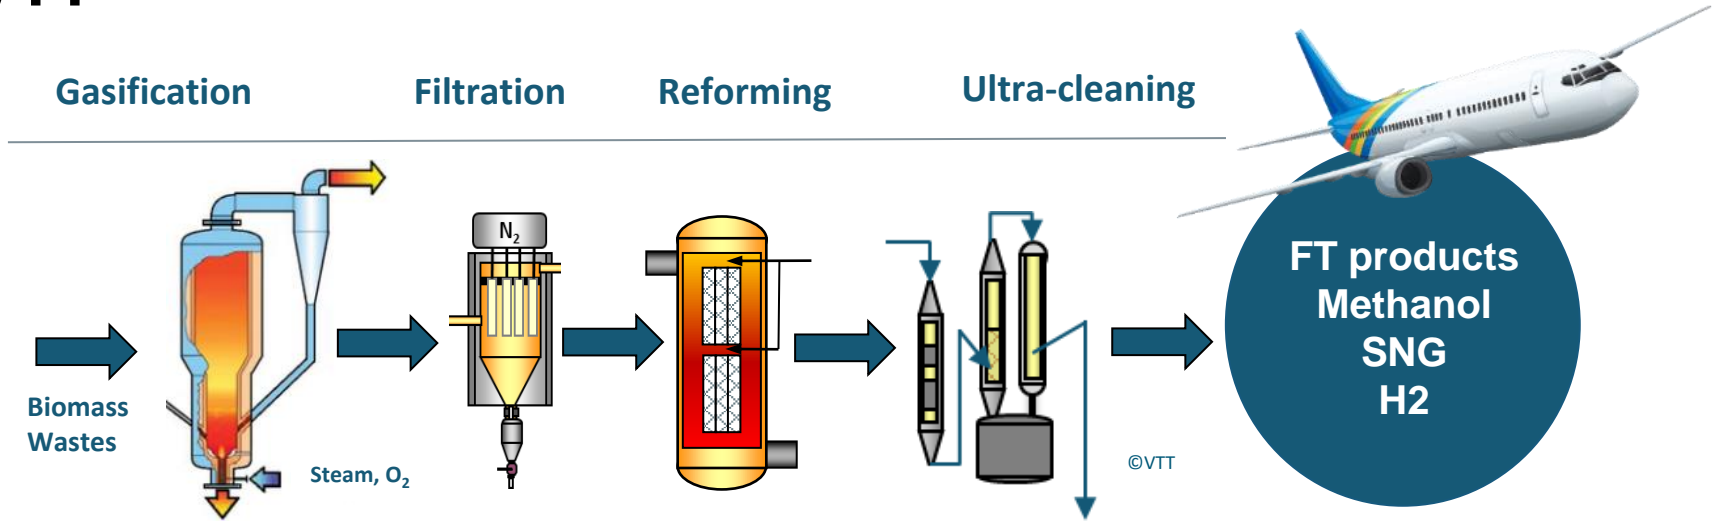 Gasification
Filtration
Reforming
Ultra-cleaning
N2
Biomass
Wastes
Steam, O2
©VTT
FT products
Methanol
SNG
H2